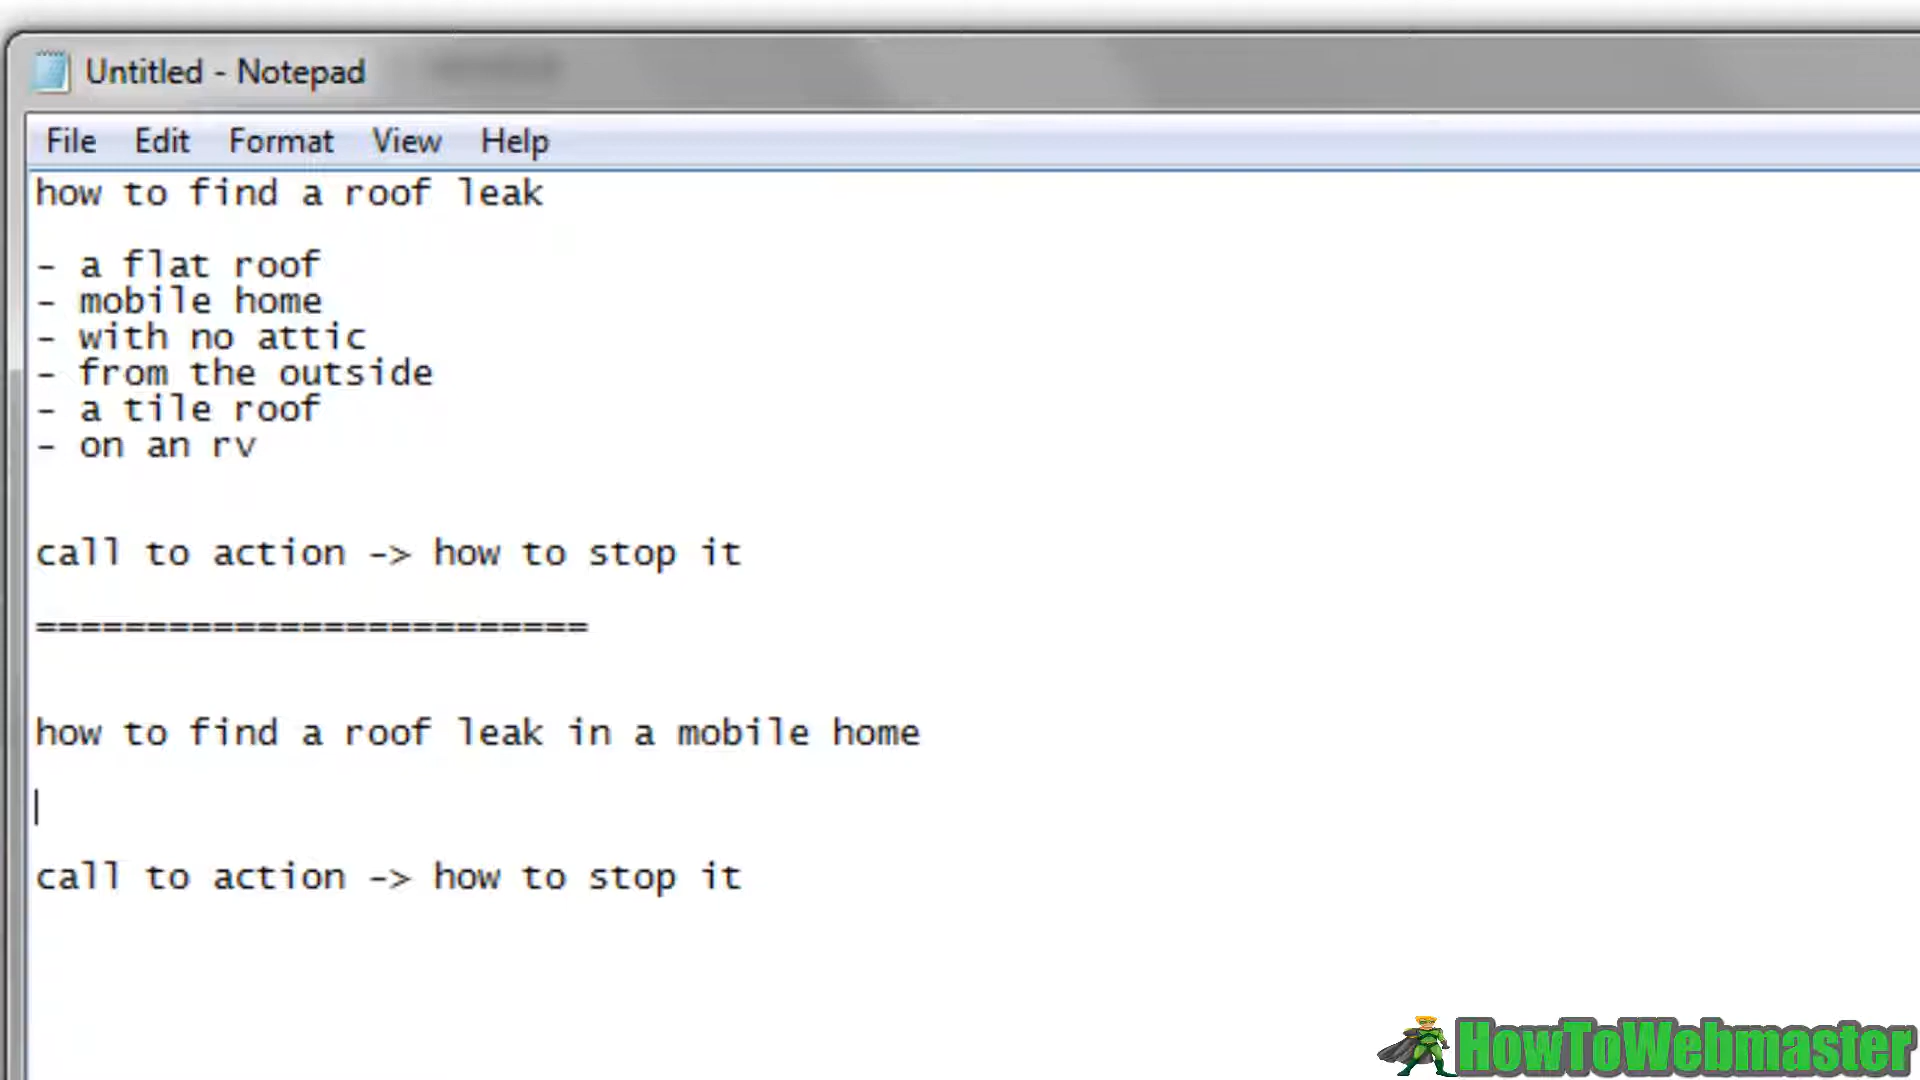 Untitled - Notepad
File Edit Format View Help
how to find a roof leak
- a flat roof
- mobile home
- with no attic
- from the outside
- a tile roof
- on an rv
call to action -> how to stop it
=========================
how to find a roof leak in a mobile home
call to action -> how to stop it
HowToWebmaster